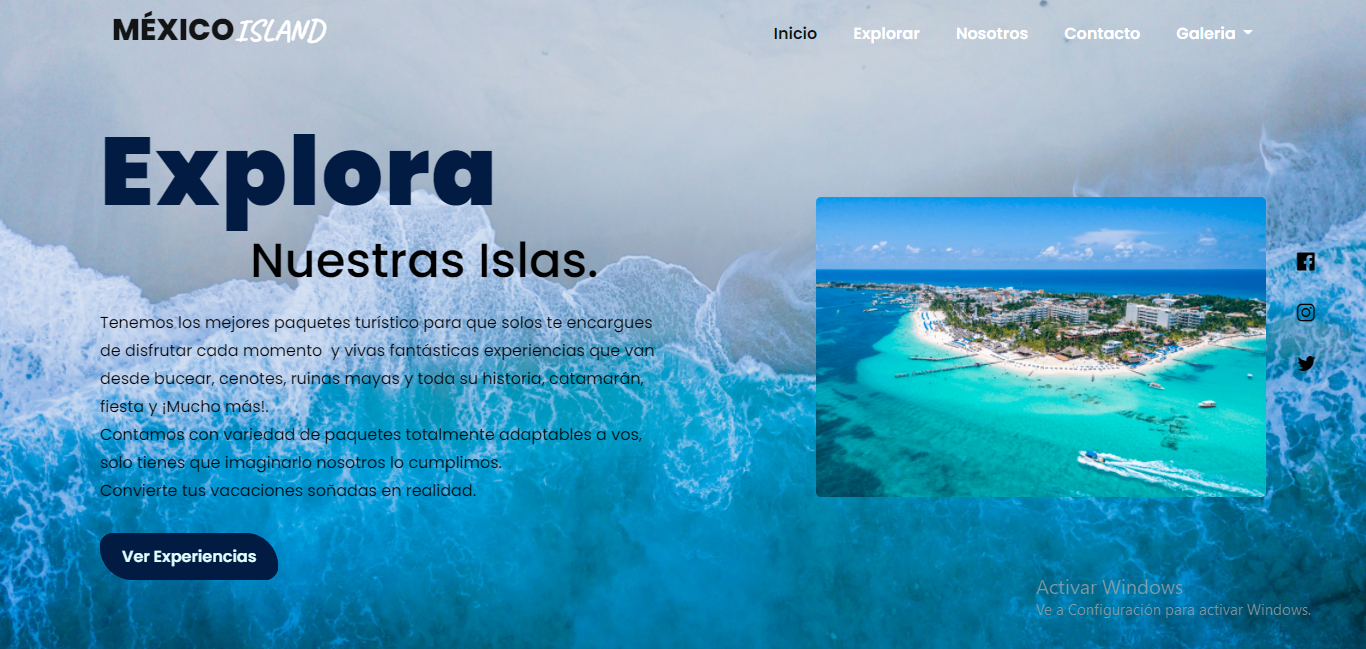 MÉXICO ISLAND
Inicio Explorar Nosotros Contacto Galeria
Explora
Nuestras Islas.
Tenemos los mejores paquetes turístico para que solos te encargues
de disfrutar cada momento y vivas fantásticas experiencias que van
desde bucear, cenotes, ruinas mayas y toda su historia, catamarán,
fiesta y ¡Mucho más!.
Contamos con variedad de paquetes totalmente adaptables a vos,
solo tienes que imaginarlo nosotros lo cumplimos.
Convierte tus vacaciones soñadas en realidad.
Ver Experiencias
Activar Windows
Ve a Configuración para activar Windows.